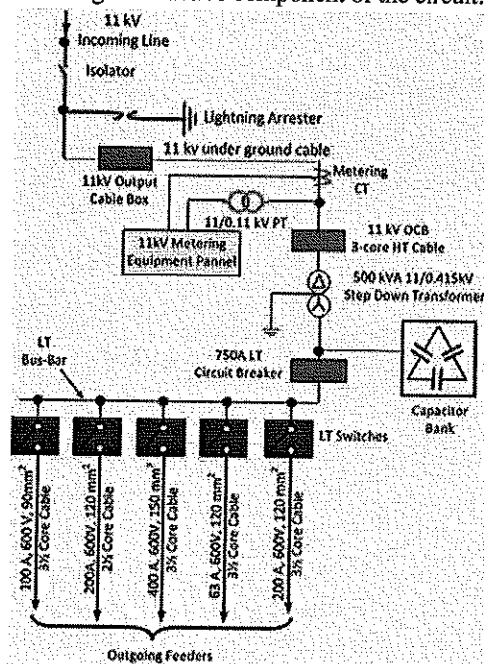 11 kV
Incoming Line
Isolator
Lightning Arrester
11 kv under ground cable
11kV Output
Cable Box
Metering
CT
11/0.11 kV PT
11kV Metering
Equipment Pannel
11 kV OCB
3-core HT Cable
500 kVA 11/0.415kV
Step Down Transformer
LT
Bus-Bar
750A LT
Circuit Breaker
Capacitor
Bank
LT Switches
100 A, 600V, 90mm²
3½ Core Cable
200A, 600V, 120 mm²
2½ Core Cable
400 A, 600V, 150 mm²
3½ Core Cable
63 A, 600V, 120 mm²
3½ Core Cable
200 A, 600V, 120 mm²
3½ Core Cable
Outgoing Feeders